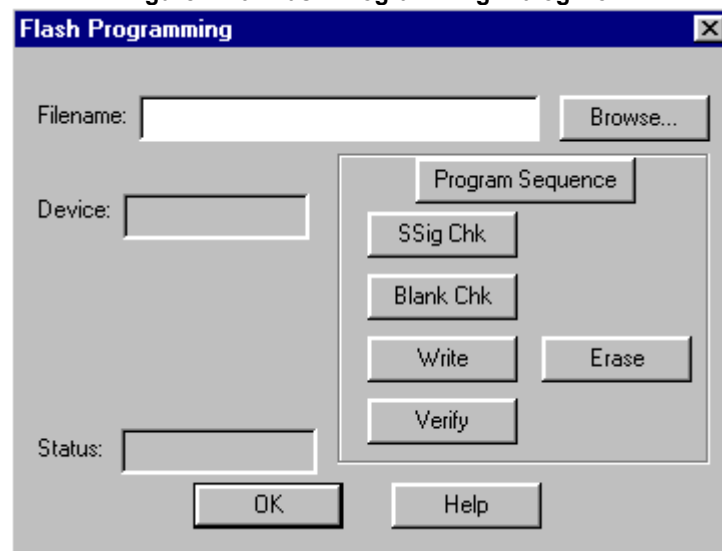 Flash Programming
Filename:
Browse...
Program Sequence
Device:
SSig Chk
Blank Chk
Write
Erase
Verify
Status:
OK
Help